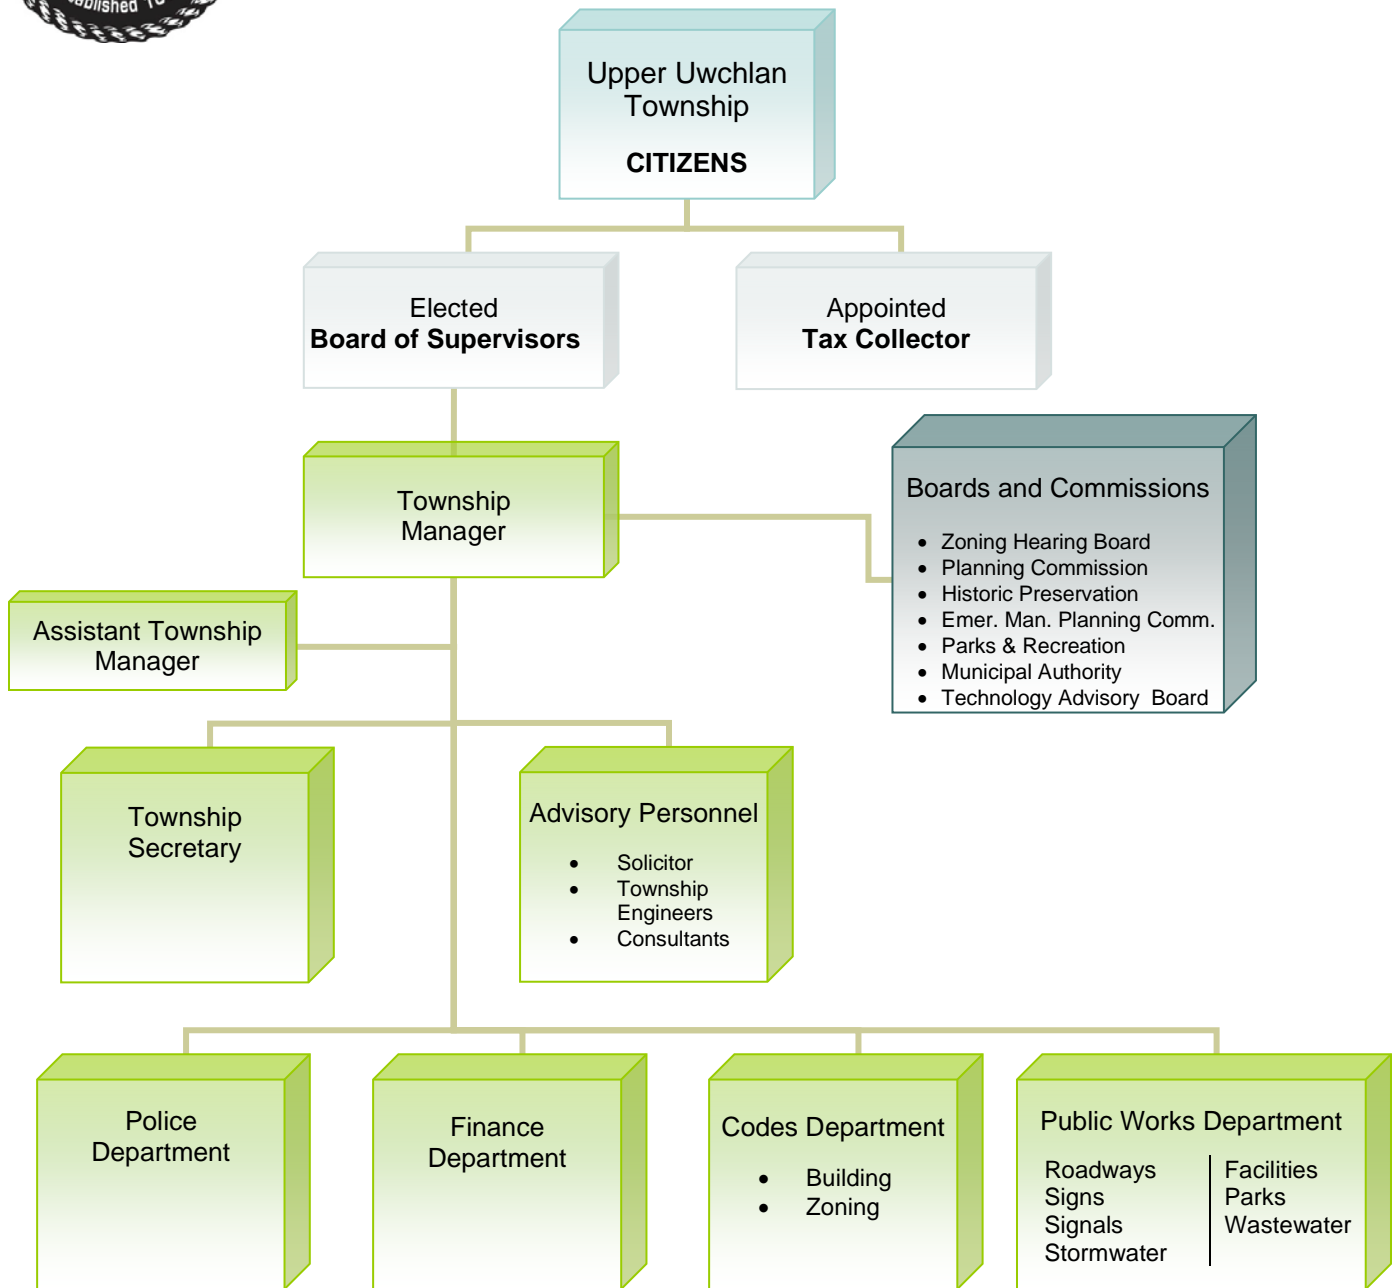 Established
Upper Uwchlan
Township
CITIZENS
Elected
Board of Supervisors
Appointed
Tax Collector
Township
Manager
Boards and Commissions
• Zoning Hearing Board
• Planning Commission
• Historic Preservation
• Emer. Man. Planning Comm.
• Parks & Recreation
• Municipal Authority
• Technology Advisory Board
Assistant Township
Manager
Township
Secretary
Advisory Personnel
• Solicitor
• Township
Engineers
• Consultants
Police
Department
Finance
Department
Codes Department
• Building
• Zoning
Public Works Department
Roadways
Signs
Signals
Stormwater
Facilities
Parks
Wastewater